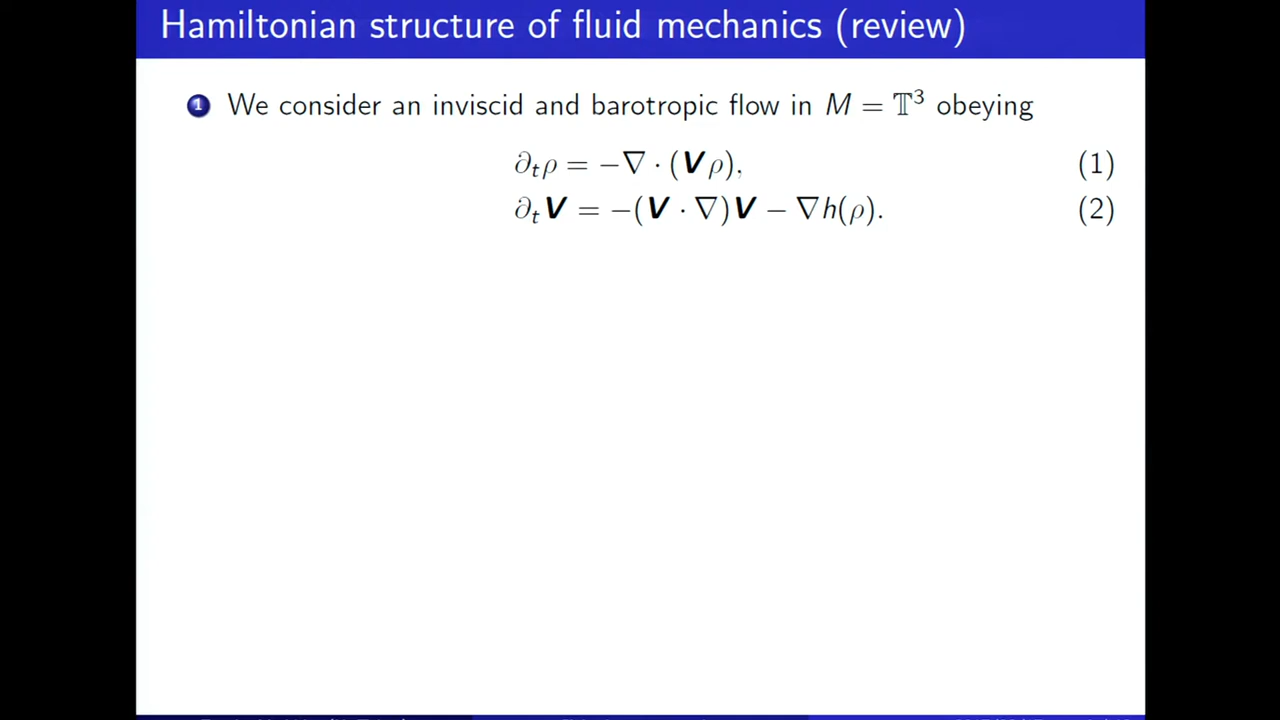 Hamiltonian structure of fluid mechanics (review)
1 We consider an inviscid and barotropic flow in M = 𝕋³ obeying
∂ₜρ = −∇ · (𝑽ρ), (1)
∂ₜ𝑽 = −(𝑽 · ∇)𝑽 − ∇h(ρ). (2)